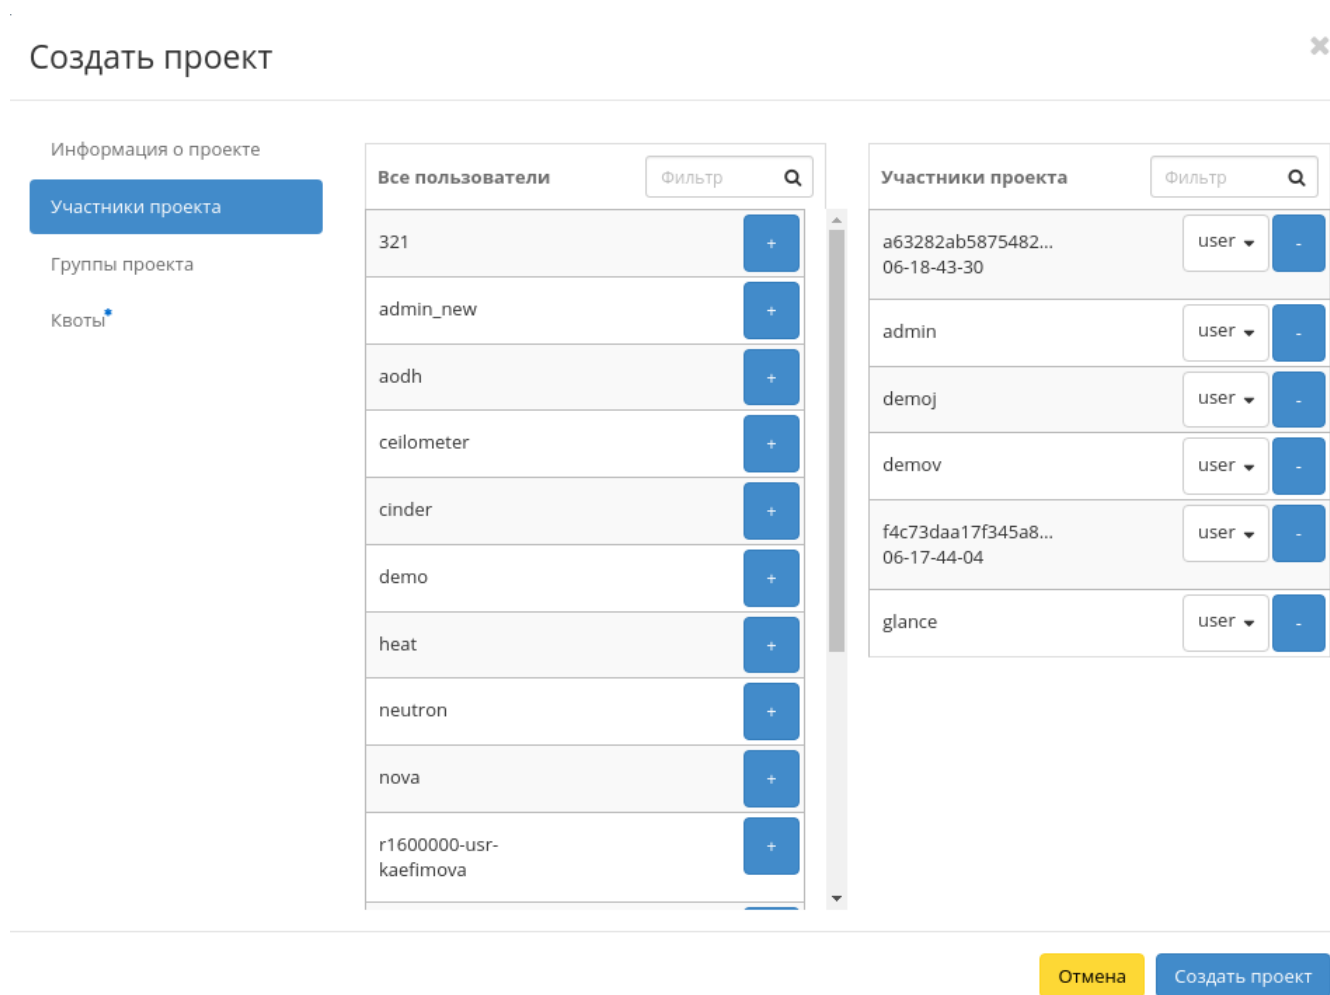 Создать проект
Информация о проекте
Участники проекта
Группы проекта
Квоты*
Все пользователи
Фильтр
321
+
admin_new
+
aodh
+
ceilometer
+
cinder
+
demo
+
heat
+
neutron
+
nova
+
r1600000-usr-
kaefimova
+
Участники проекта
Фильтр
a63282ab5875482...
06-18-43-30
user
-
admin
user
-
demoj
user
-
demov
user
-
f4c73daa17f345a8...
06-17-44-04
user
-
glance
user
-
Отмена
Создать проект